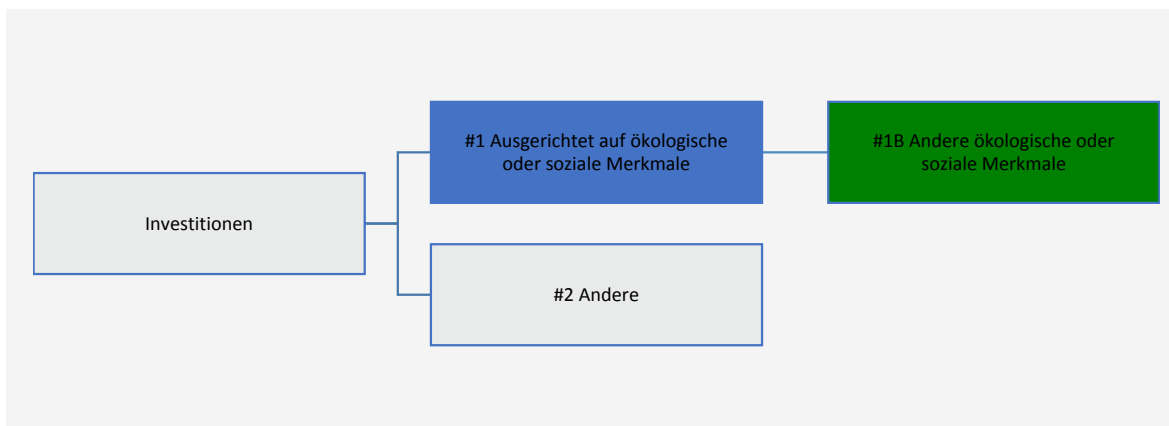 #1 Ausgerichtet auf ökologische
oder soziale Merkmale
#1B Andere ökologische oder
soziale Merkmale
Investitionen
#2 Andere